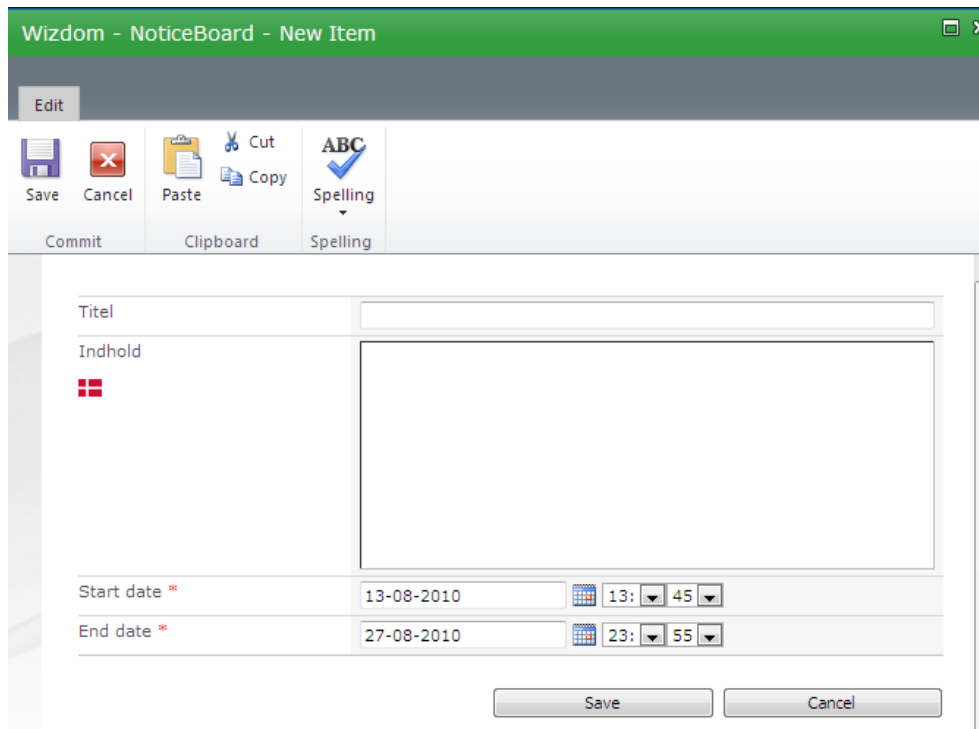 Wizdom - NoticeBoard - New Item
Edit
Save Cancel Paste Cut Copy ABC Spelling
Commit Clipboard Spelling
Titel
Indhold
Start date * 13-08-2010 13: 45
End date * 27-08-2010 23: 55
Save Cancel